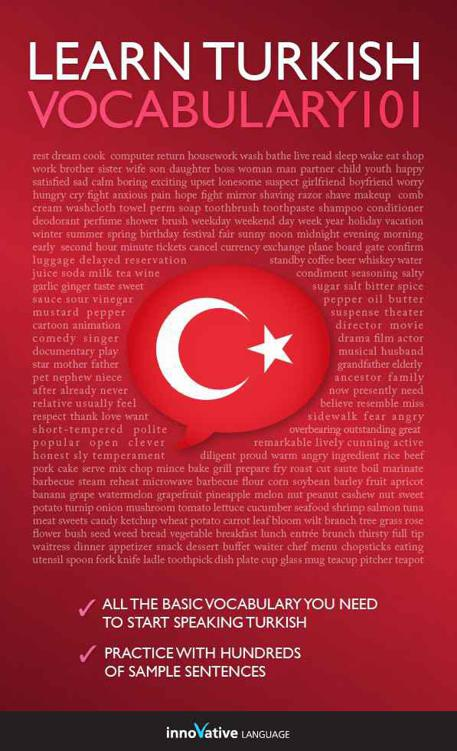 LEARN TURKISH
VOCABULARY101
rest dream cook computer return housework wash bathe live read sleep wake eat shop
work brother sister wife son daughter boss woman man partner child youth happy
satisfied sad calm boring exciting upset lonesome suspect girlfriend boyfriend worry
hungry cry fight anxious pain hope fight mirror shaving razor shave makeup comb
cream washcloth towel perm soap toothbrush toothpaste shampoo conditioner
deodorant perfume shower brush weekday weekend day week year holiday vacation
winter summer spring birthday festival fair sunny noon midnight evening morning
early second hour minute tickets cancel currency exchange plane board gate confirm
luggage delayed reservation standby coffee beer whiskey water
juice soda milk tea wine condiment seasoning salty
garlic ginger taste sweet sugar salt bitter spice
sauce sour vinegar pepper oil butter
mustard pepper suspense theater
cartoon animation director movie
comedy singer drama film actor
documentary play musical husband
star mother father grandfather elderly
pet nephew niece ancestor family
after already never now presently need
relative usually feel believe resemble miss
respect thank love want sidewalk fear angry
short-tempered polite overbearing outstanding great
popular open clever remarkable lively cunning active
honest sly temperament diligent proud warm angry ingredient rice beef
pork cake serve mix chop mince bake grill prepare fry roast cut saute boil marinate
barbecue steam reheat microwave barbecue flour corn soybean barley fruit apricot
banana grape watermelon grapefruit pineapple melon nut peanut cashew nut sweet
potato turnip onion mushroom tomato lettuce cucumber seafood shrimp salmon tuna
meat sweets candy ketchup wheat potato carrot leaf bloom wilt branch tree grass rose
flower bush seed weed bread vegetable breakfast lunch entrée brunch thirsty full tip
waitress dinner appetizer snack dessert buffet waiter chef menu chopsticks eating
utensil spoon fork knife ladle toothpick dish plate cup glass mug teacup pitcher teapot
ALL THE BASIC VOCABULARY YOU NEED
TO START SPEAKING TURKISH
PRACTICE WITH HUNDREDS
OF SAMPLE SENTENCES
innoVative LANGUAGE